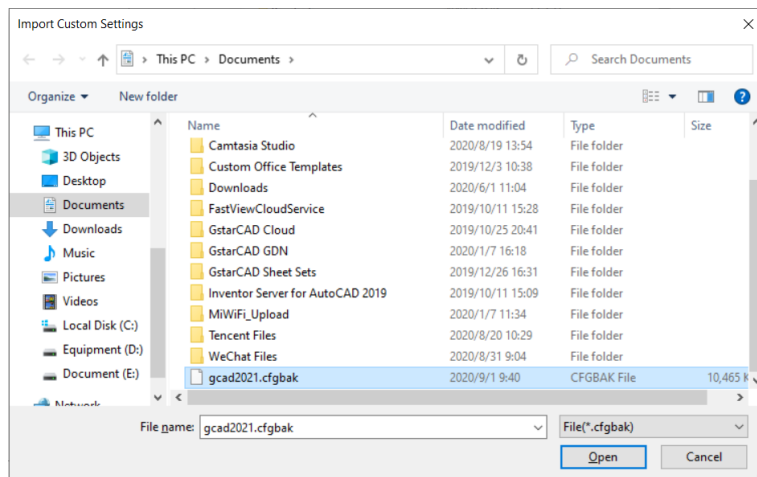 Import Custom Settings
This PC > Documents >
Search Documents
Organize New folder
Name Date modified Type Size
This PC
3D Objects
Desktop
Documents
Downloads
Music
Pictures
Videos
Local Disk (C:)
Equipment (D:)
Document (E:)
Network
Camtasia Studio 2020/8/19 13:54 File folder
Custom Office Templates 2019/12/3 10:38 File folder
Downloads 2020/6/1 11:04 File folder
FastViewCloudService 2019/10/11 15:28 File folder
GstarCAD Cloud 2019/10/25 20:41 File folder
GstarCAD GDN 2020/1/7 16:18 File folder
GstarCAD Sheet Sets 2019/12/26 16:31 File folder
Inventor Server for AutoCAD 2019 2019/10/11 15:09 File folder
MiWiFi_Upload 2020/1/7 11:34 File folder
Tencent Files 2020/8/20 10:29 File folder
WeChat Files 2020/8/31 9:04 File folder
gcad2021.cfgbak 2020/9/1 9:40 CFGBAK File 10,465 K
File name: gcad2021.cfgbak File(*.cfgbak)
Open Cancel